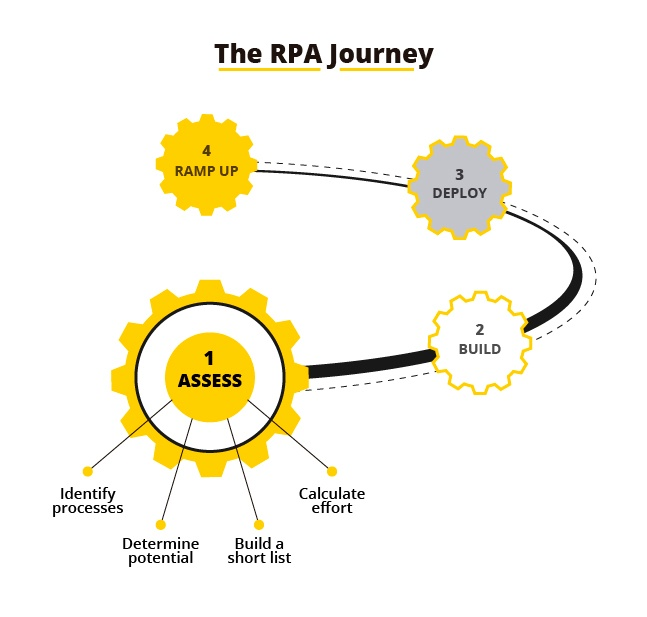 The RPA Journey
4
RAMP UP
3
DEPLOY
2
BUILD
1
ASSESS
Identify
processes
Determine
potential
Build a
short list
Calculate
effort